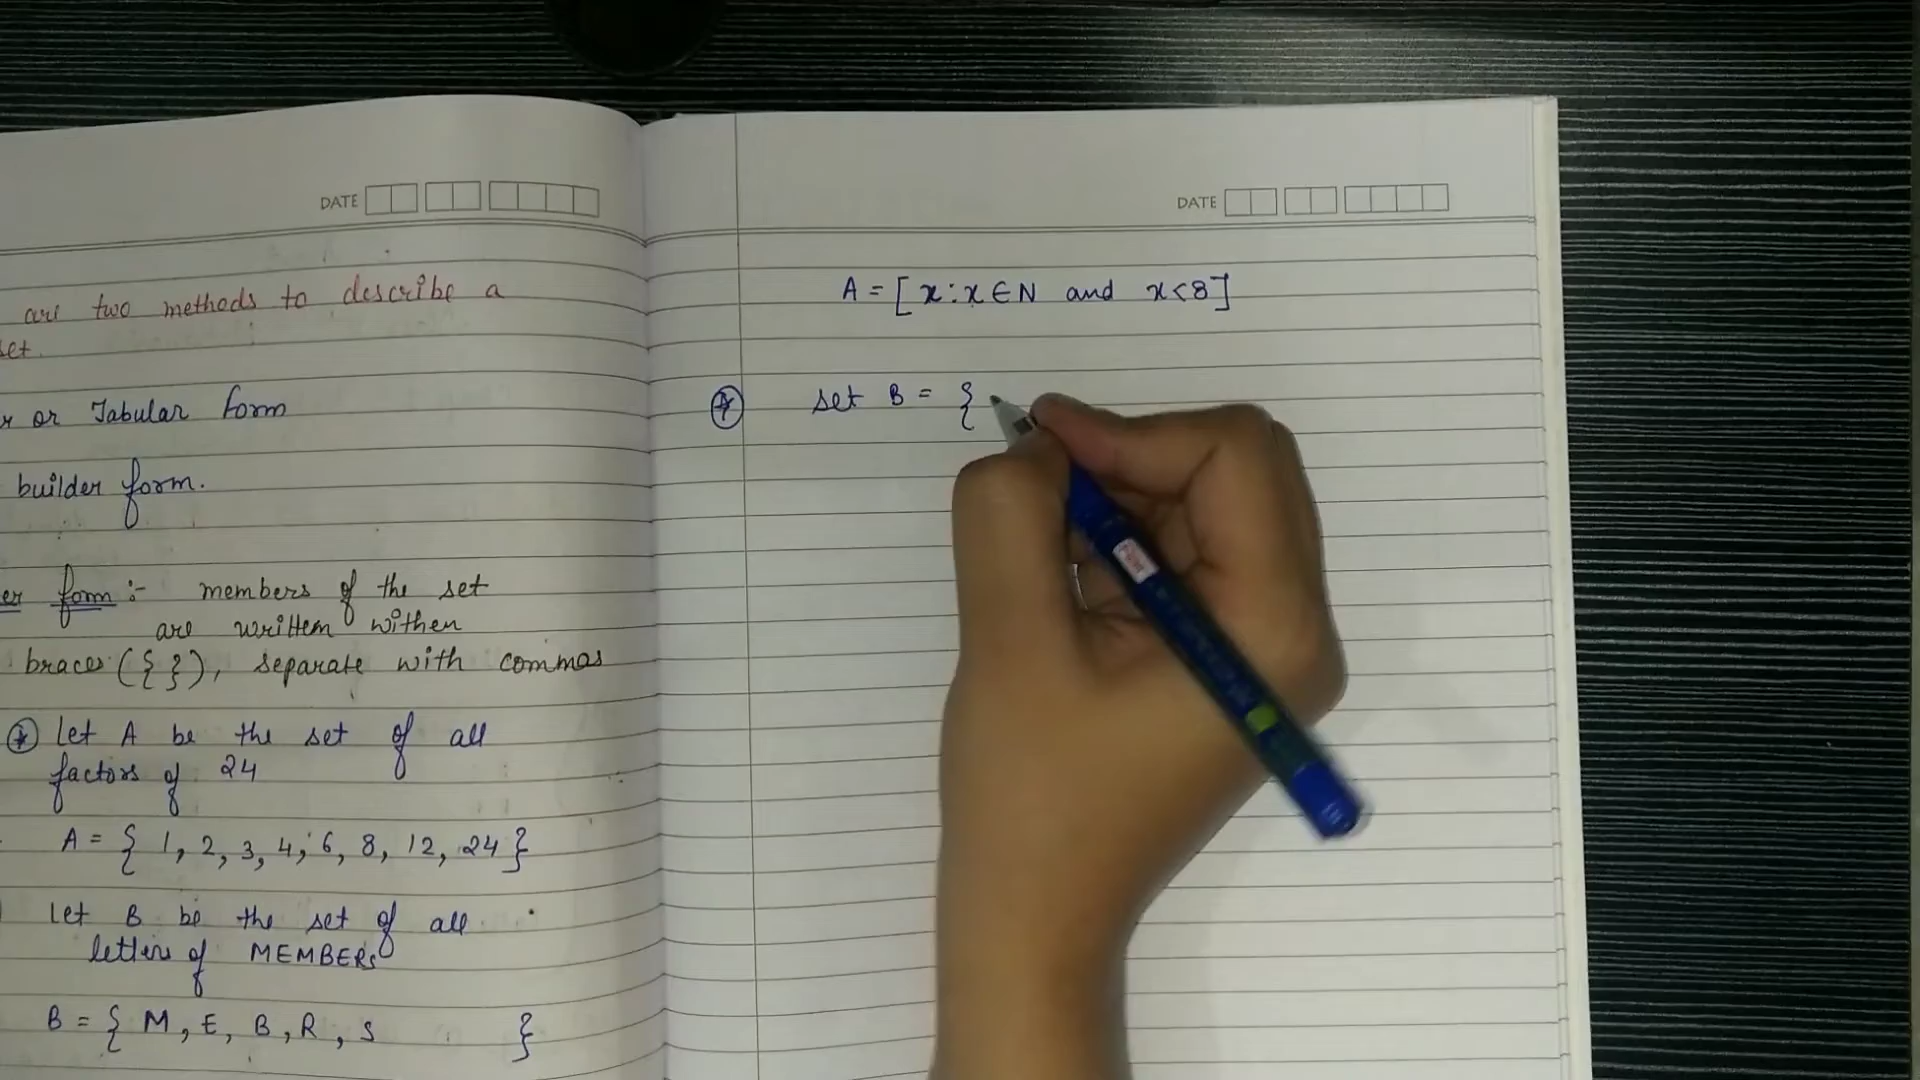 DATE
are two methods to describe a
set.
r or Tabular form
builder form.
er form :- members of the set
are written withen
braces ({ }), separate with commas
Let A be the set of all
factors of 24
A = { 1, 2, 3, 4, 6, 8, 12, 24 }
Let B be the set of all
letters of MEMBERS
B = { M, E, B, R, S }
DATE
A = [ x : x ∈ N and x < 8 ]
set B = {